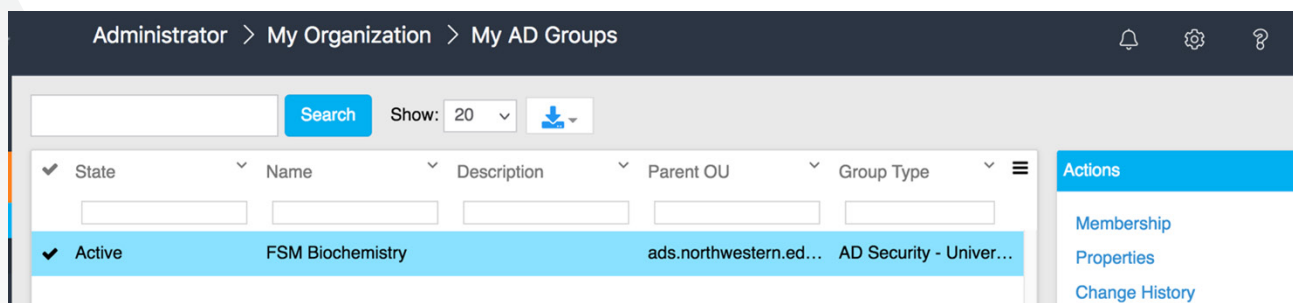 Administrator > My Organization > My AD Groups
Search Show: 20
State Name Description Parent OU Group Type
Actions
Active FSM Biochemistry ads.northwestern.ed... AD Security - Univer...
Membership
Properties
Change History